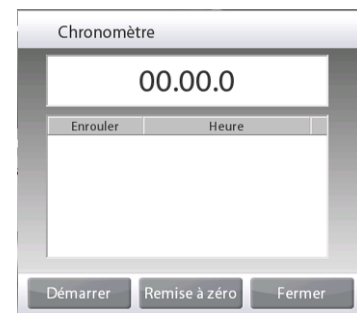 Chronomètre
00.00.0
Enrouler Heure
Démarrer Remise à zéro Fermer